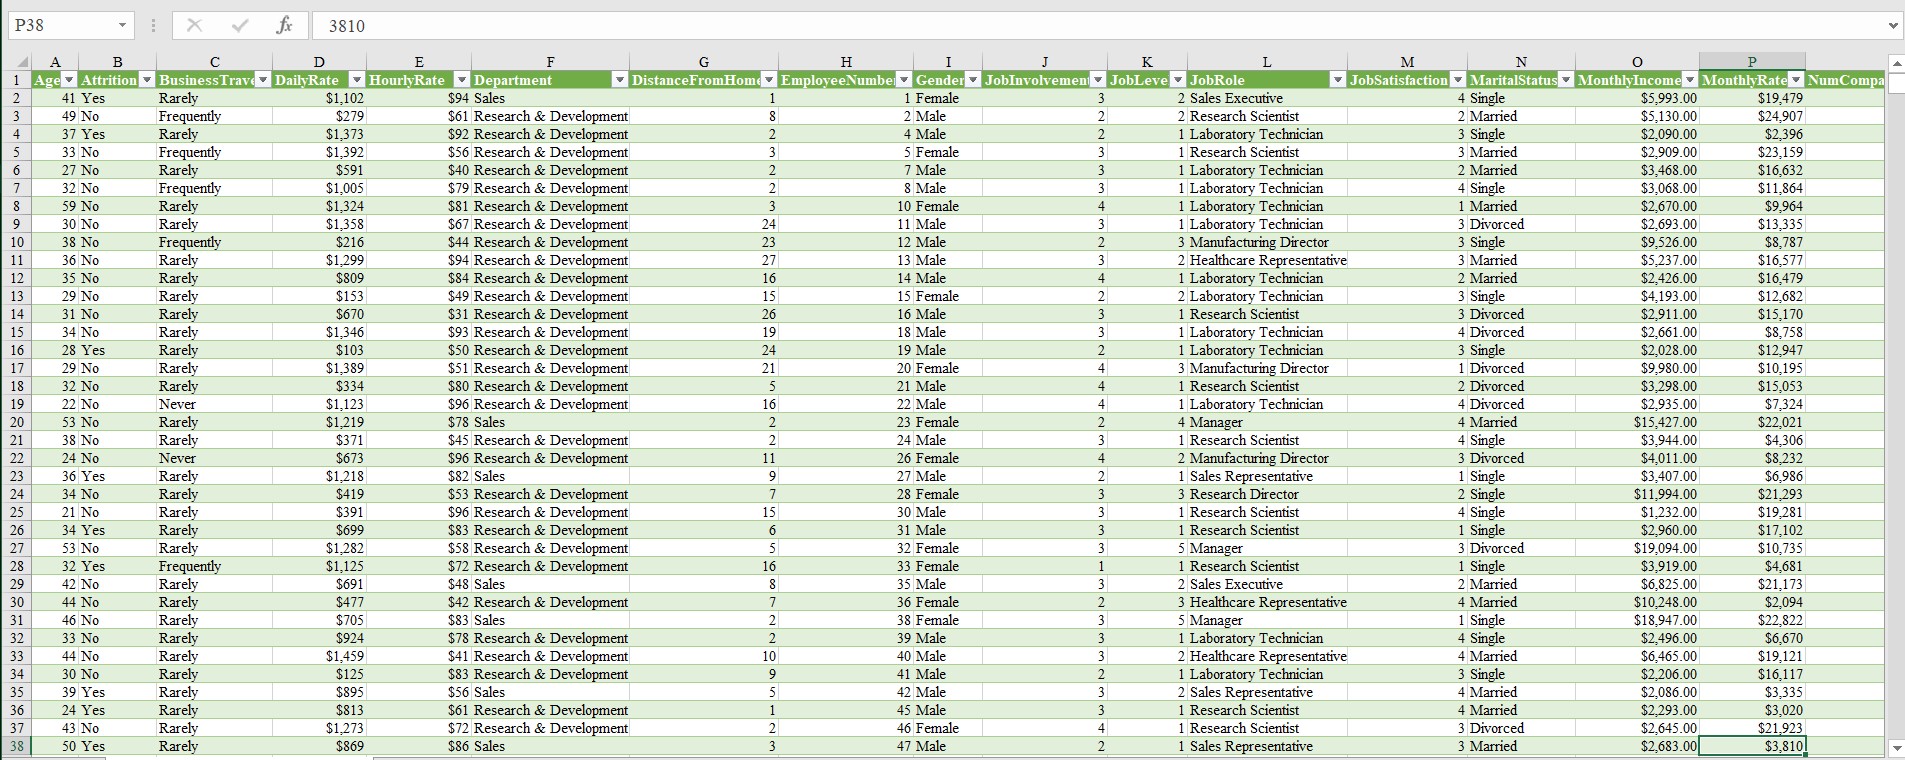 P38 fx 3810
A B C D E F G H I J K L M N O P
1 Age Attrition BusinessTrave DailyRate HourlyRate Department DistanceFromHome EmployeeNumbe Gender JobInvolvement JobLeve JobRole JobSatisfaction MaritalStatus MonthlyIncome MonthlyRate NumCompa
2 41 Yes Rarely $1,102 $94 Sales 1 1 Female 3 2 Sales Executive 4 Single $5,993.00 $19,479
3 49 No Frequently $279 $61 Research & Development 8 2 Male 2 2 Research Scientist 2 Married $5,130.00 $24,907
4 37 Yes Rarely $1,373 $92 Research & Development 2 4 Male 2 1 Laboratory Technician 3 Single $2,090.00 $2,396
5 33 No Frequently $1,392 $56 Research & Development 3 5 Female 3 1 Research Scientist 3 Married $2,909.00 $23,159
6 27 No Rarely $591 $40 Research & Development 2 7 Male 3 1 Laboratory Technician 2 Married $3,468.00 $16,632
7 32 No Frequently $1,005 $79 Research & Development 2 8 Male 3 1 Laboratory Technician 4 Single $3,068.00 $11,864
8 59 No Rarely $1,324 $81 Research & Development 3 10 Female 4 1 Laboratory Technician 1 Married $2,670.00 $9,964
9 30 No Rarely $1,358 $67 Research & Development 24 11 Male 3 1 Laboratory Technician 3 Divorced $2,693.00 $13,335
10 38 No Frequently $216 $44 Research & Development 23 12 Male 2 3 Manufacturing Director 3 Single $9,526.00 $8,787
11 36 No Rarely $1,299 $94 Research & Development 27 13 Male 3 2 Healthcare Representative 3 Married $5,237.00 $16,577
12 35 No Rarely $809 $84 Research & Development 16 14 Male 4 1 Laboratory Technician 2 Married $2,426.00 $16,479
13 29 No Rarely $153 $49 Research & Development 15 15 Female 2 2 Laboratory Technician 3 Single $4,193.00 $12,682
14 31 No Rarely $670 $31 Research & Development 26 16 Male 3 1 Research Scientist 3 Divorced $2,911.00 $15,170
15 34 No Rarely $1,346 $93 Research & Development 19 18 Male 3 1 Laboratory Technician 4 Divorced $2,661.00 $8,758
16 28 Yes Rarely $103 $50 Research & Development 24 19 Male 2 1 Laboratory Technician 3 Single $2,028.00 $12,947
17 29 No Rarely $1,389 $51 Research & Development 21 20 Female 4 3 Manufacturing Director 1 Divorced $9,980.00 $10,195
18 32 No Rarely $334 $80 Research & Development 5 21 Male 4 1 Research Scientist 2 Divorced $3,298.00 $15,053
19 22 No Never $1,123 $96 Research & Development 16 22 Male 4 1 Laboratory Technician 4 Divorced $2,935.00 $7,324
20 53 No Rarely $1,219 $78 Sales 2 23 Female 2 4 Manager 4 Married $15,427.00 $22,021
21 38 No Rarely $371 $45 Research & Development 2 24 Male 3 1 Research Scientist 4 Single $3,944.00 $4,306
22 24 No Never $673 $96 Research & Development 11 26 Female 4 2 Manufacturing Director 3 Divorced $4,011.00 $8,232
23 36 Yes Rarely $1,218 $82 Sales 9 27 Male 2 1 Sales Representative 1 Single $3,407.00 $6,986
24 34 No Rarely $419 $53 Research & Development 7 28 Female 3 3 Research Director 2 Single $11,994.00 $21,293
25 21 No Rarely $391 $96 Research & Development 15 30 Male 3 1 Research Scientist 4 Single $1,232.00 $19,281
26 34 Yes Rarely $699 $83 Research & Development 6 31 Male 3 1 Research Scientist 1 Single $2,960.00 $17,102
27 53 No Rarely $1,282 $58 Research & Development 5 32 Female 3 5 Manager 3 Divorced $19,094.00 $10,735
28 32 Yes Frequently $1,125 $72 Research & Development 16 33 Female 1 1 Research Scientist 1 Single $3,919.00 $4,681
29 42 No Rarely $691 $48 Sales 8 35 Male 3 2 Sales Executive 2 Married $6,825.00 $21,173
30 44 No Rarely $477 $42 Research & Development 7 36 Female 2 3 Healthcare Representative 4 Married $10,248.00 $2,094
31 46 No Rarely $705 $83 Sales 2 38 Female 3 5 Manager 1 Single $18,947.00 $22,822
32 33 No Rarely $924 $78 Research & Development 2 39 Male 3 1 Laboratory Technician 4 Single $2,496.00 $6,670
33 44 No Rarely $1,459 $41 Research & Development 10 40 Male 3 2 Healthcare Representative 4 Married $6,465.00 $19,121
34 30 No Rarely $125 $83 Research & Development 9 41 Male 2 1 Laboratory Technician 3 Single $2,206.00 $16,117
35 39 Yes Rarely $895 $56 Sales 5 42 Male 3 2 Sales Representative 4 Married $2,086.00 $3,335
36 24 Yes Rarely $813 $61 Research & Development 1 45 Male 3 1 Research Scientist 4 Married $2,293.00 $3,020
37 43 No Rarely $1,273 $72 Research & Development 2 46 Female 4 1 Research Scientist 3 Divorced $2,645.00 $21,923
38 50 Yes Rarely $869 $86 Sales 3 47 Male 2 1 Sales Representative 3 Married $2,683.00 $3,810